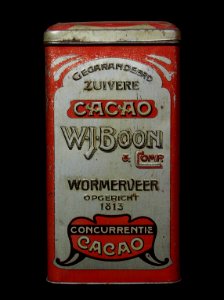 GEGARANDEERD
ZUIVERE
CACAO
W.J.BOON
& COMP.
WORMERVEER
OPGERICHT
1813
CONCURRENTIE
CACAO